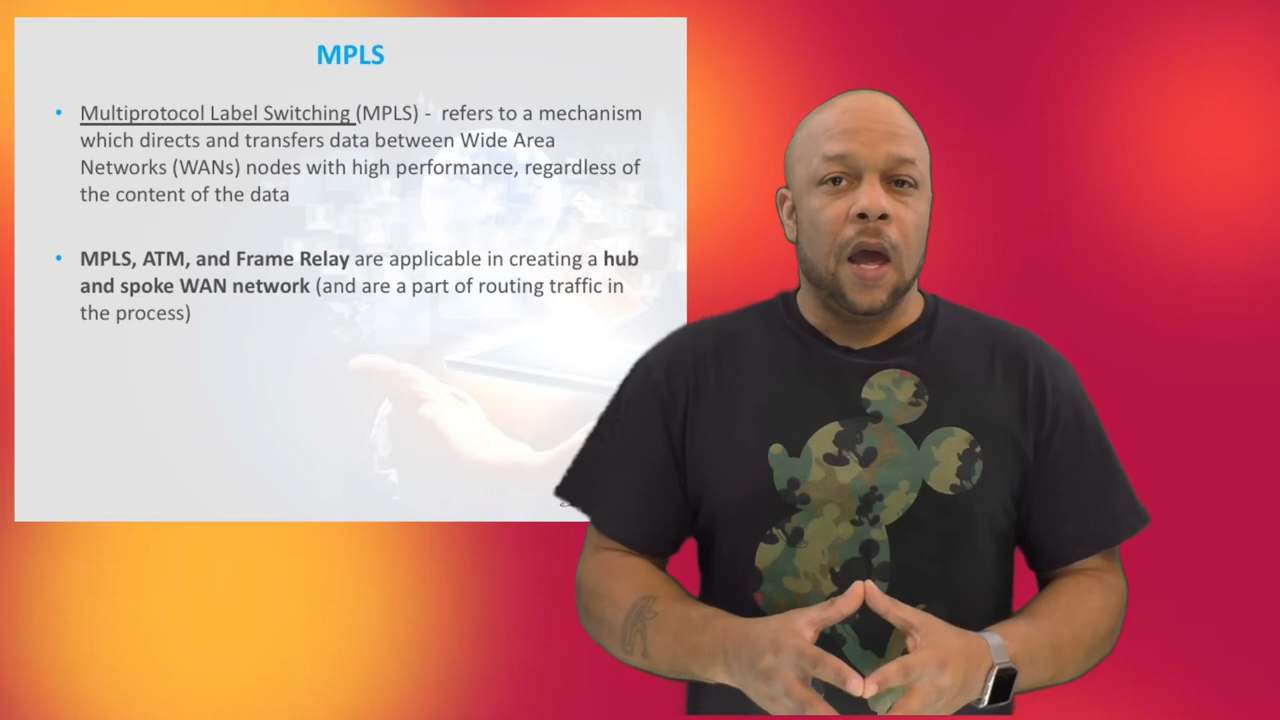 MPLS
• Multiprotocol Label Switching (MPLS) - refers to a mechanism
which directs and transfers data between Wide Area
Networks (WANs) nodes with high performance, regardless of
the content of the data
• MPLS, ATM, and Frame Relay are applicable in creating a hub
and spoke WAN network (and are a part of routing traffic in
the process)